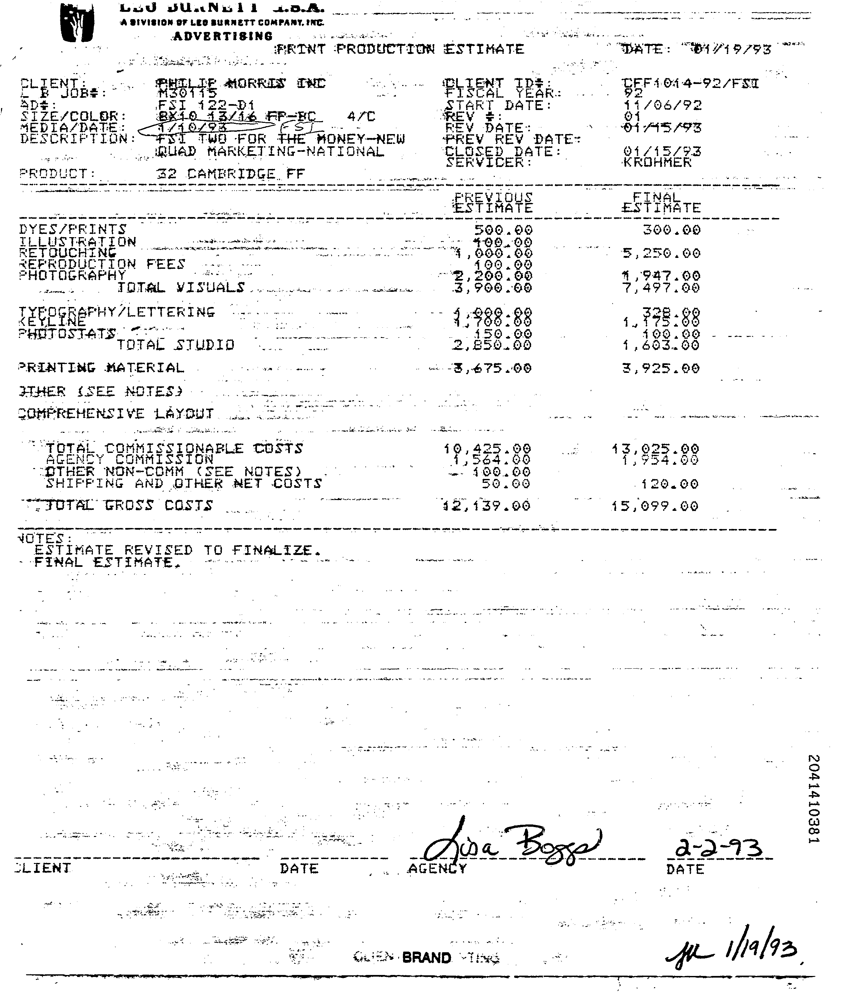 LEO BURNETT U.S.A.
A DIVISION OF LEO BURNETT COMPANY, INC.
ADVERTISING
PRINT PRODUCTION ESTIMATE DATE: 01/19/93
CLIENT: PHILIP MORRIS INC CLIENT ID#: CFF1014-92/FSI
L B JOB#: M30115 FISCAL YEAR: 92
AD#: FSI 122-D1 START DATE: 11/06/92
SIZE/COLOR: 8X10 13/16 FP-BC 4/C REV #: 01
MEDIA/DATE: 1/10/93 FSI REV DATE: 01/15/93
DESCRIPTION: FSI TWO FOR THE MONEY-NEW PREV REV DATE:
QUAD MARKETING-NATIONAL CLOSED DATE: 01/15/93
SERVICER: KROHMER
PRODUCT: 32 CAMBRIDGE FF
PREVIOUS FINAL
ESTIMATE ESTIMATE
DYES/PRINTS 500.00 300.00
ILLUSTRATION 100.00
RETOUCHING 1,000.00 5,250.00
REPRODUCTION FEES 100.00
PHOTOGRAPHY 2,200.00 1,947.00
TOTAL VISUALS 3,900.00 7,497.00
TYPOGRAPHY/LETTERING 1,000.00 328.00
KEYLINE 1,700.00 1,175.00
PHOTOSTATS 150.00 100.00
TOTAL STUDIO 2,850.00 1,603.00
PRINTING MATERIAL 3,675.00 3,925.00
OTHER (SEE NOTES)
COMPREHENSIVE LAYOUT
TOTAL COMMISSIONABLE COSTS 10,425.00 13,025.00
AGENCY COMMISSION 1,564.00 1,954.00
OTHER NON-COMM (SEE NOTES) 100.00
SHIPPING AND OTHER NET COSTS 50.00 120.00
TOTAL GROSS COSTS 12,139.00 15,099.00
NOTES:
ESTIMATE REVISED TO FINALIZE.
FINAL ESTIMATE.
2041410381
Lisa Boggs 2-2-93
CLIENT DATE AGENCY DATE
BRAND
1/19/93